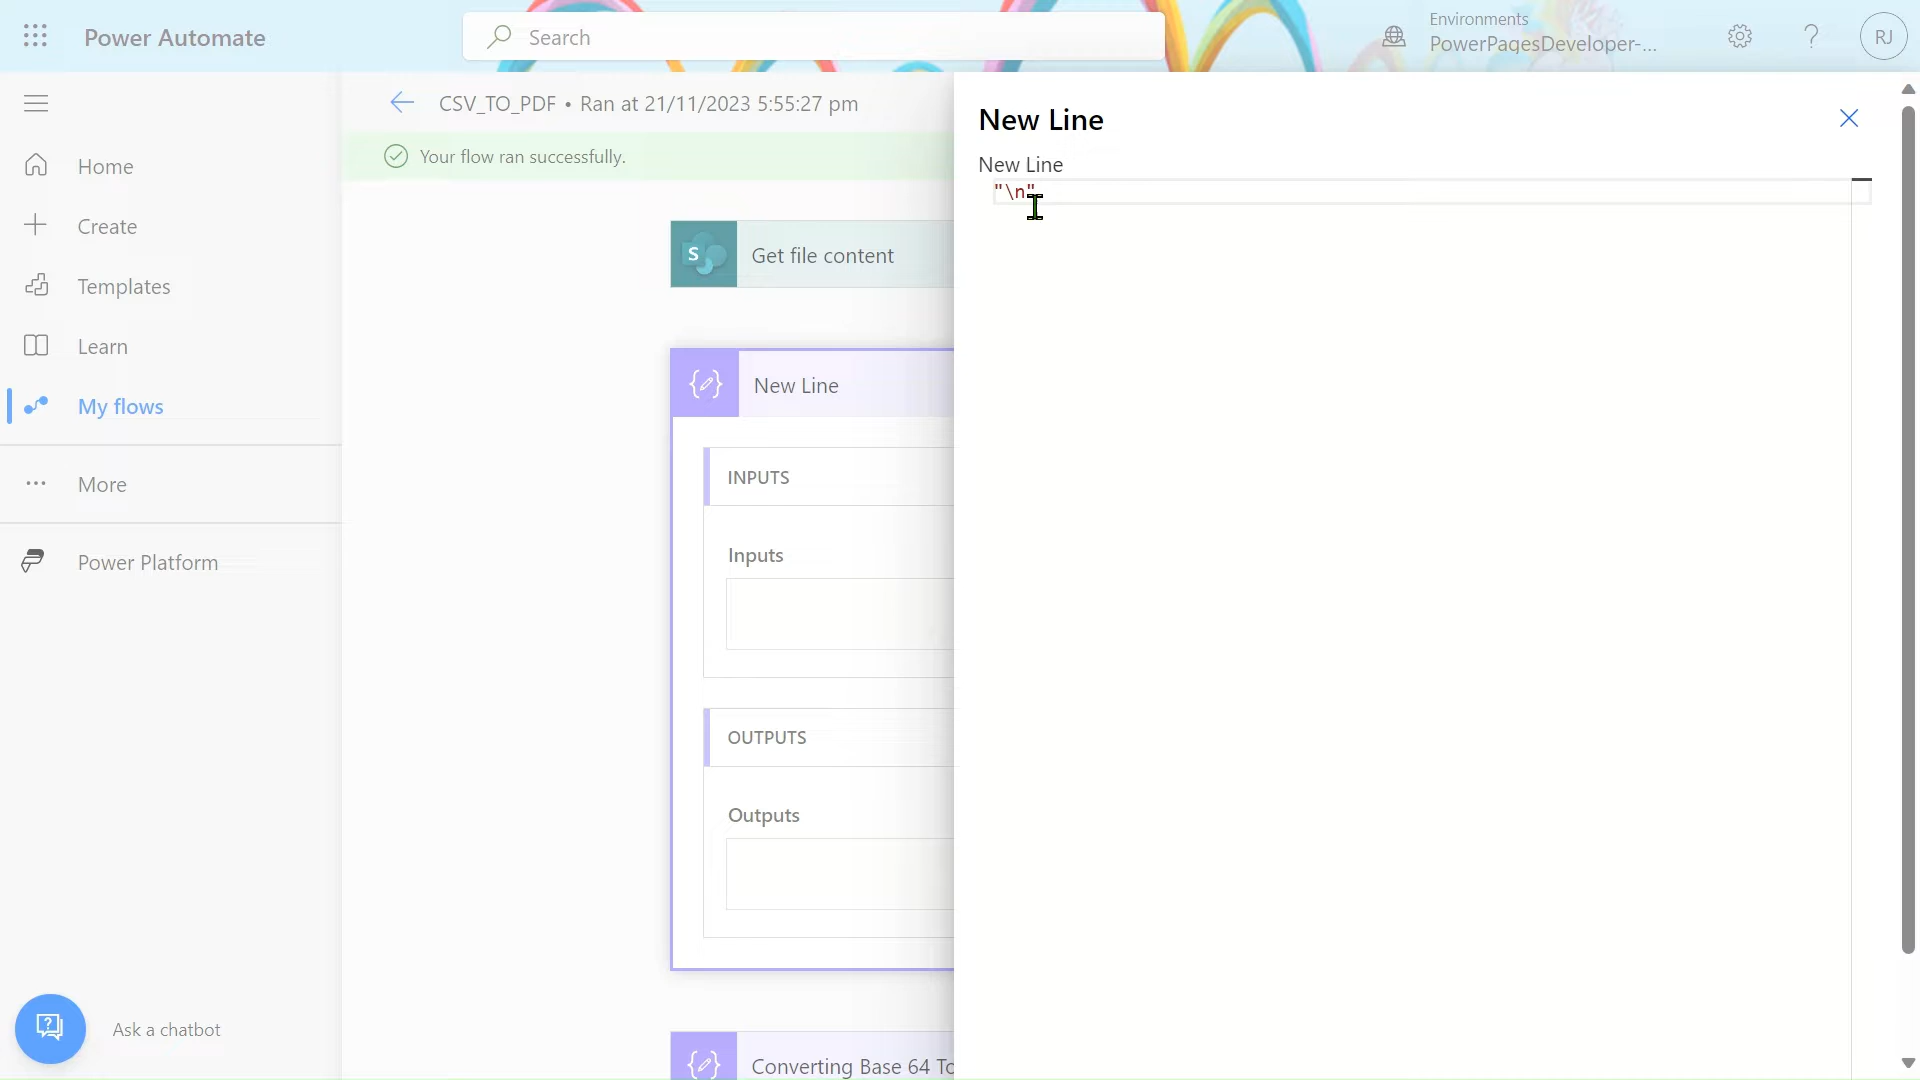 Power Automate
Search
Environments
PowerPagesDeveloper-...
RJ
CSV_TO_PDF • Ran at 21/11/2023 5:55:27 pm
Your flow ran successfully.
Home
Create
Templates
Learn
My flows
More
Power Platform
Ask a chatbot
Get file content
New Line
INPUTS
Inputs
OUTPUTS
Outputs
Converting Base 64 To
New Line
New Line
"\n"